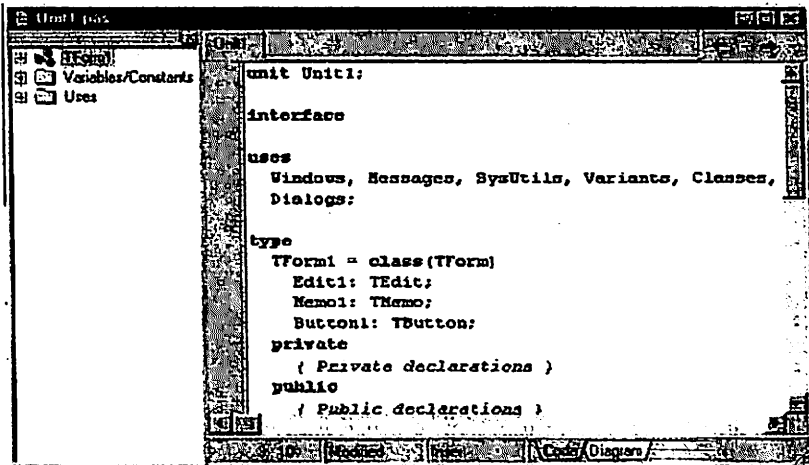 Unit1.pas
TForm1
Variables/Constants
Uses
Unit1
unit Unit1;
interface
uses
Windows, Messages, SysUtils, Variants, Classes,
Dialogs;
type
TForm1 = class(TForm)
Edit1: TEdit;
Memo1: TMemo;
Button1: TButton;
private
{ Private declarations }
public
{ Public declarations }
Modified
Insert
Code
Diagram